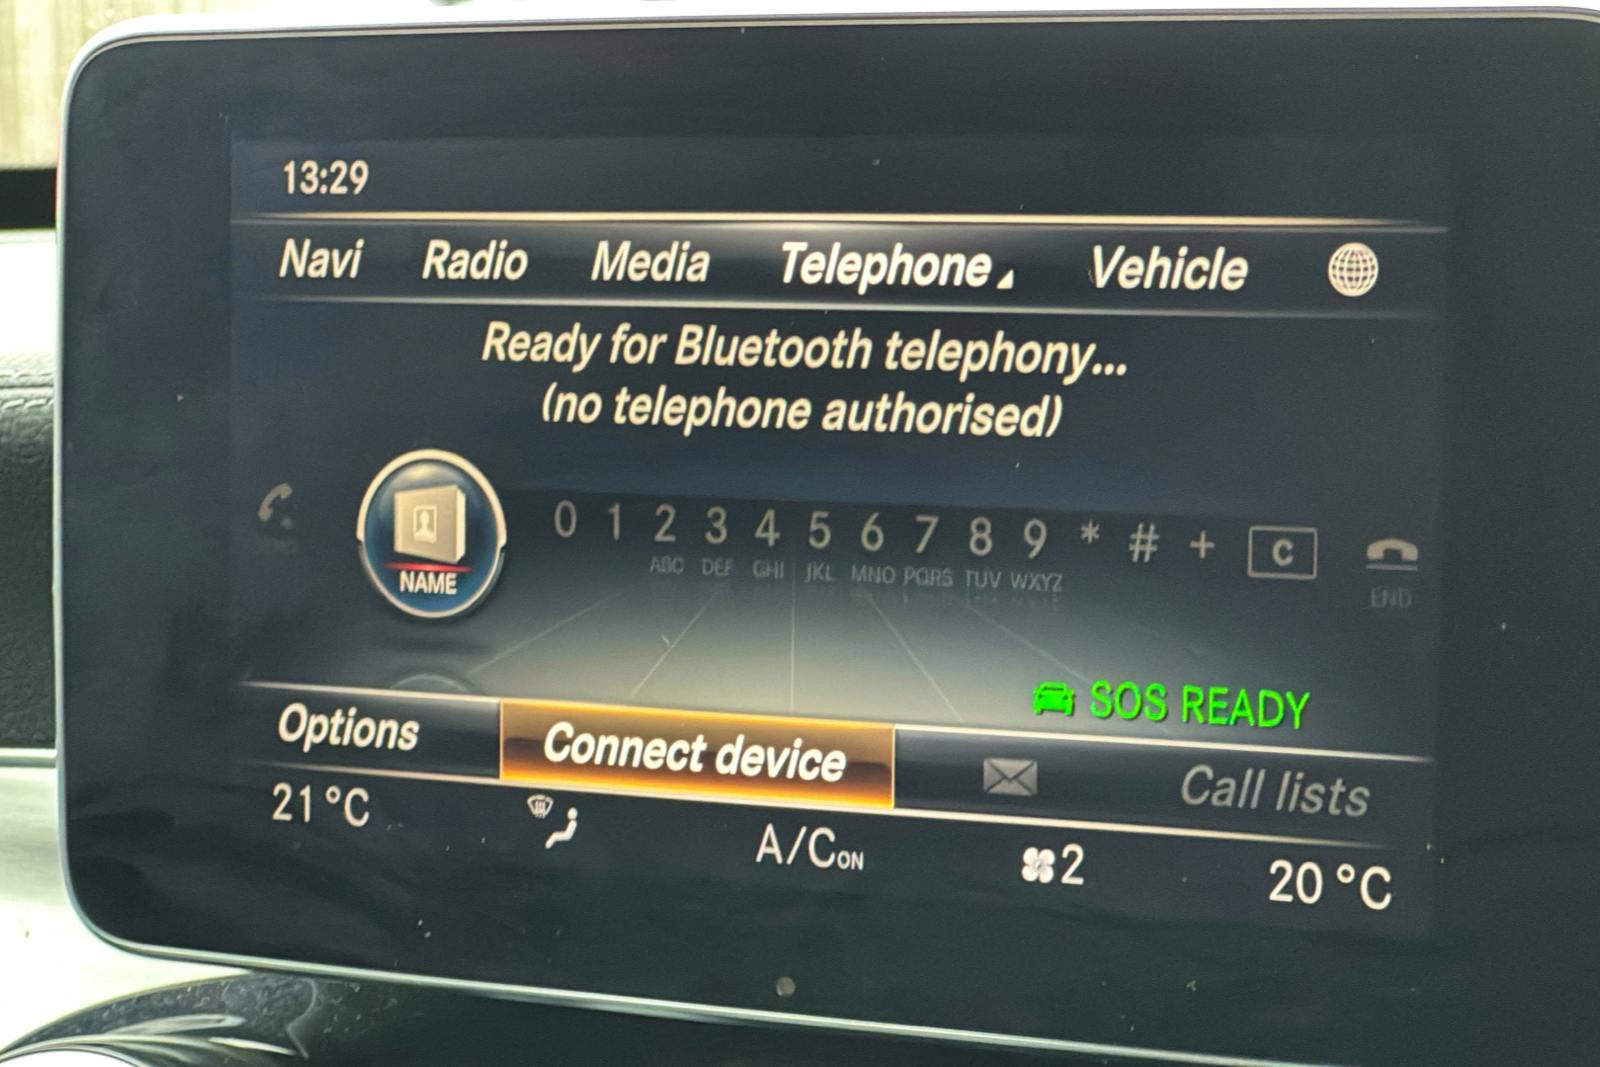 13:29
Navi Radio Media Telephone Vehicle
Ready for Bluetooth telephony...
(no telephone authorised)
NAME
0 1 2 3 4 5 6 7 8 9 * # + C
ABC DEF GHI JKL MNO PQRS TUV WXYZ
END
SOS READY
Options Connect device Call lists
21°C A/C ON 2 20°C